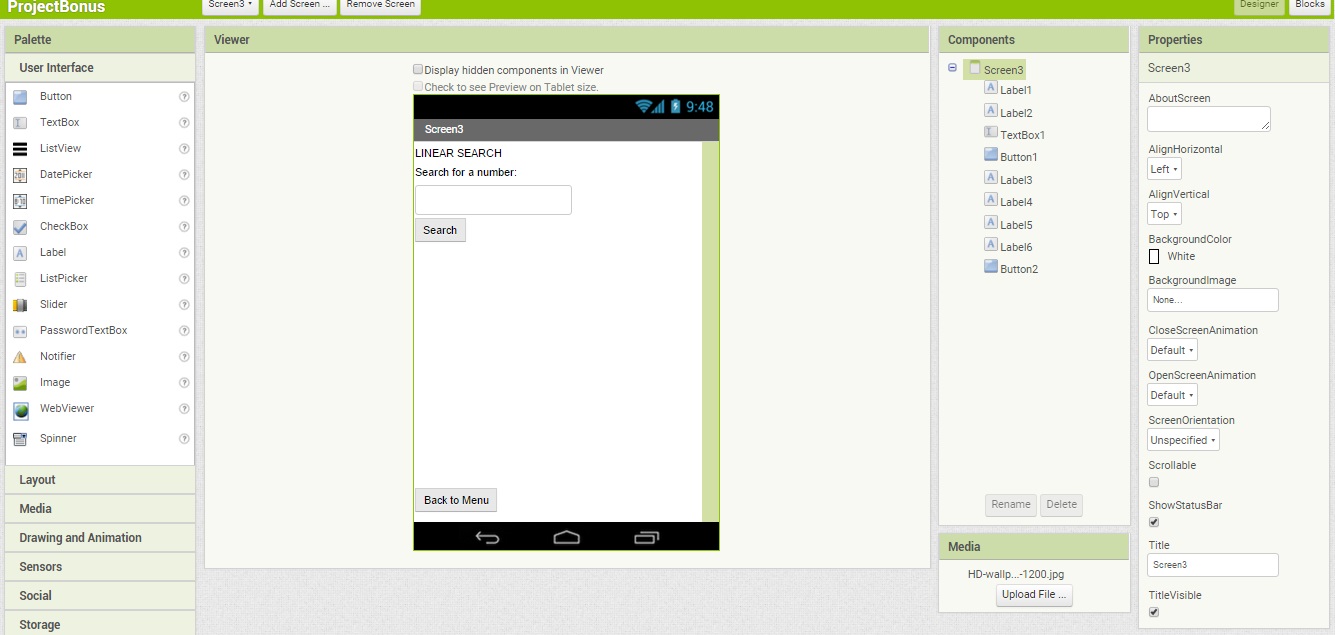 ProjectBonus
Screen3
Add Screen ...
Remove Screen
Designer
Blocks
Palette
User Interface
Button
TextBox
ListView
DatePicker
TimePicker
CheckBox
Label
ListPicker
Slider
PasswordTextBox
Notifier
Image
WebViewer
Spinner
Layout
Media
Drawing and Animation
Sensors
Social
Storage
Viewer
Display hidden components in Viewer
Check to see Preview on Tablet size.
9:48
Screen3
LINEAR SEARCH
Search for a number:
Search
Back to Menu
Components
Screen3
Label1
Label2
TextBox1
Button1
Label3
Label4
Label5
Label6
Button2
Rename
Delete
Media
HD-wallp...-1200.jpg
Upload File ...
Properties
Screen3
AboutScreen
AlignHorizontal
Left
AlignVertical
Top
BackgroundColor
White
BackgroundImage
None...
CloseScreenAnimation
Default
OpenScreenAnimation
Default
ScreenOrientation
Unspecified
Scrollable
ShowStatusBar
Title
Screen3
TitleVisible